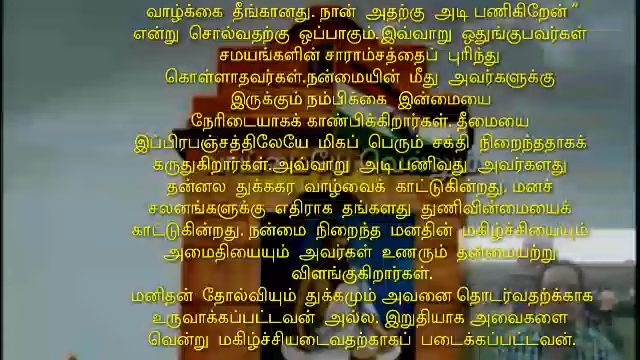 வாழ்க்கை தீங்கானது. நான் அதற்கு அடி பணிகிறேன்"
என்று சொல்வதற்கு ஒப்பாகும்.இவ்வாறு ஒதுங்குபவர்கள்
சமயங்களின் சாராம்சத்தைப் புரிந்து
கொள்ளாதவர்கள்.நன்மையின் மீது அவர்களுக்கு
இருக்கும் நம்பிக்கை இன்மையை
நேரிடையாகக் காண்பிக்கிறார்கள். தீமையை
இப்பிரபஞ்சத்திலேயே மிகப் பெரும் சக்தி நிறைந்ததாகக்
கருதுகிறார்கள்.அவ்வாறு அடி பணிவது அவர்களது
தன்னல துக்ககர வாழ்வைக் காட்டுகின்றது. மனச்
சலனங்களுக்கு எதிராக தங்களது துணிவின்மையைக்
காட்டுகின்றது. நன்மை நிறைந்த மனதின் மகிழ்ச்சியையும்
அமைதியையும் அவர்கள் உணரும் தன்மையற்று
விளங்குகிறார்கள்.
மனிதன் தோல்வியும் துக்கமும் அவனை தொடர்வதற்க்காக
உருவாக்கப்பட்டவன் அல்ல. இறுதியாக அவைகளை
வென்று மகிழ்ச்சியடைவதற்காகப் படைக்கப்பட்டவன்.